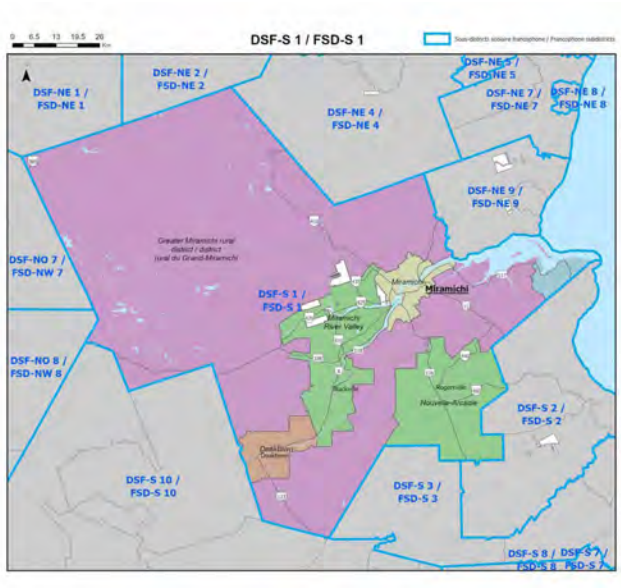 DSF-S 1 / FSD-S 1
0 6.5 13 19.5 26
Km
Sous-districts scolaire francophone / Francophone subdistricts
DSF-NE 1 /
FSD-NE 1
DSF-NE 2 /
FSD-NE 2
DSF-NE 4 /
FSD-NE 4
DSF-NE 5 /
FSD-NE 5
DSF-NE 7 /
FSD-NE 7
DSF-NE 8 /
FSD-NE 8
DSF-NE 9 /
FSD-NE 9
Greater Miramichi rural
district / district
rural du Grand-Miramichi
DSF-NO 7 /
FSD-NW 7
DSF-S 1 /
FSD-S 1
Miramichi
Miramichi
Miramichi
River Valley
DSF-NO 8 /
FSD-NW 8
Blackville
Rogersville
Nouvelle-Arcadie
DSF-S 2 /
FSD-S 2
Doaktown
Doaktown
DSF-S 10 /
FSD-S 10
DSF-S 3 /
FSD-S 3
DSF-S 8 /
FSD-S 8
DSF-S 7 /
FSD-S 7